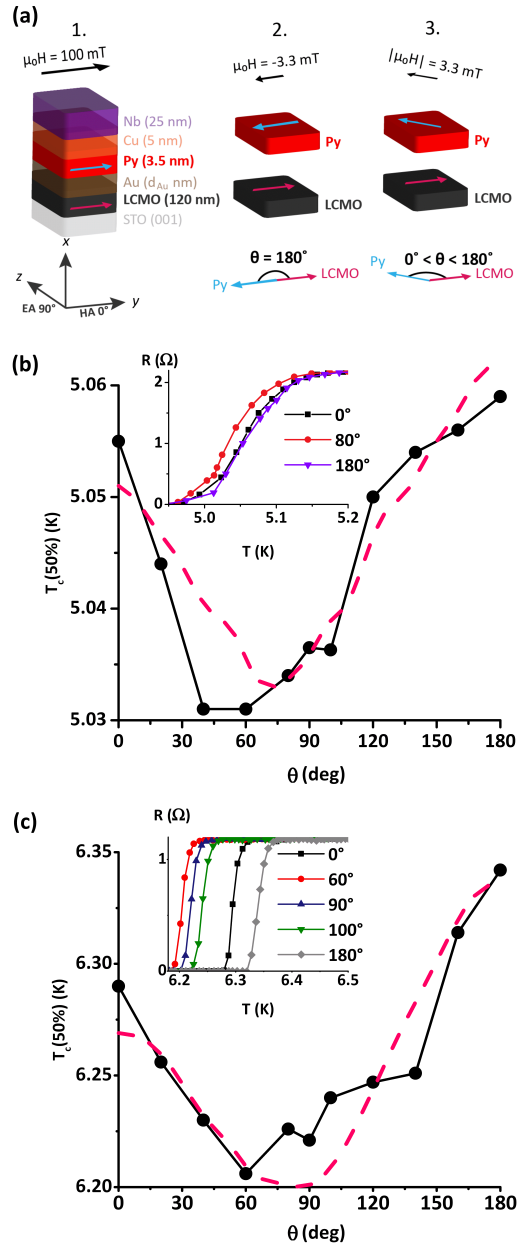 (a)
1. 2. 3.
μ₀H = 100 mT
μ₀H = -3.3 mT
|μ₀H| = 3.3 mT
Nb (25 nm)
Cu (5 nm)
Py (3.5 nm)
Au (d_Au nm)
LCMO (120 nm)
STO (001)
Py
LCMO
Py
LCMO
x
z
y
EA 90°
HA 0°
θ = 180°
Py
LCMO
0° < θ < 180°
Py
LCMO
(b)
R (Ω)
2
1
0
5.0 5.1 5.2
T (K)
0°
80°
180°
5.06
5.05
5.04
5.03
T_c(50%) (K)
0 30 60 90 120 150 180
θ (deg)
(c)
R (Ω)
1
0
6.2 6.3 6.4 6.5
T (K)
0°
60°
90°
100°
180°
6.35
6.30
6.25
6.20
T_c(50%) (K)
0 30 60 90 120 150 180
θ (deg)